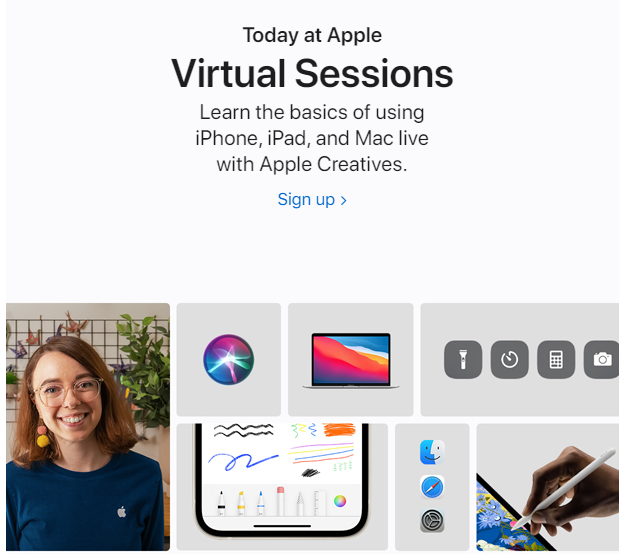 Today at Apple
Virtual Sessions
Learn the basics of using
iPhone, iPad, and Mac live
with Apple Creatives.
Sign up >